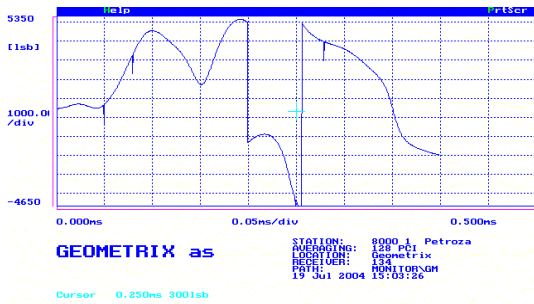 Help PrtScr
5350
[lsb]
1000.0
/div
-4650
0.000ms 0.05ms/div 0.500ms
GEOMETRIX as
STATION: 8000 1 Petroza
AVERAGING: 128 PCI
LOCATION: Geometrix
RECEIVER: 134
PATH: MONITOR\GM
19 Jul 2004 15:03:26
Cursor 0.250ms 300lsb